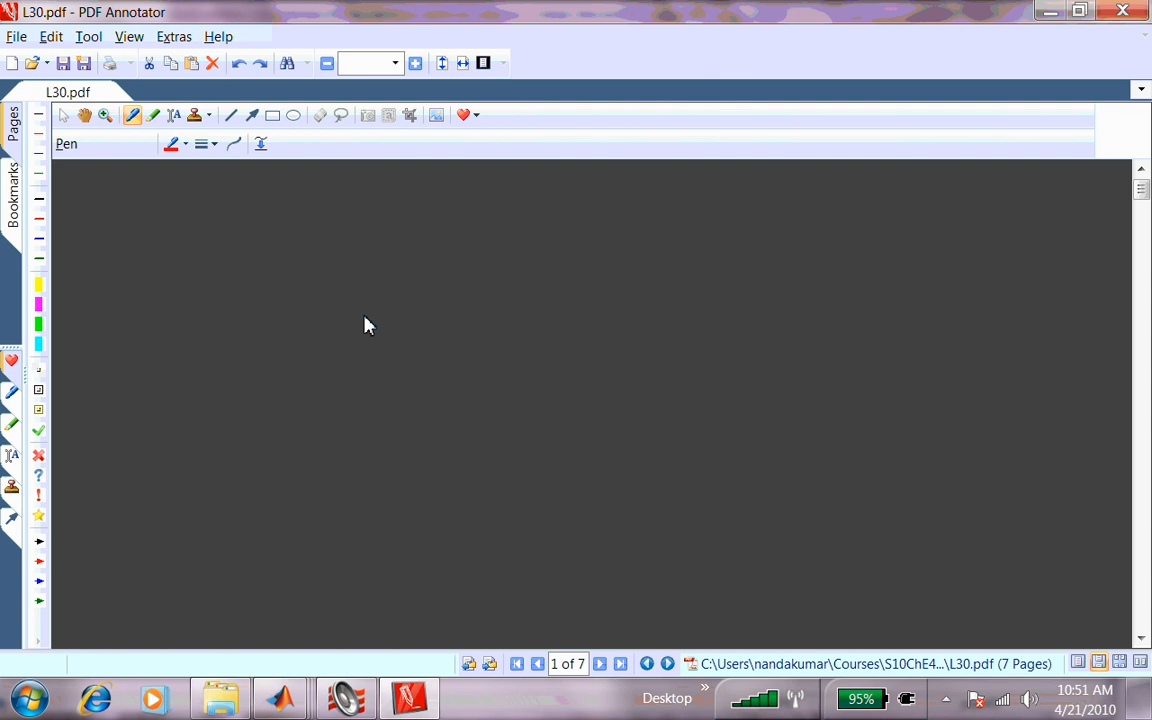 L30.pdf - PDF Annotator
File Edit Tool View Extras Help
L30.pdf
Pen
Pages
Bookmarks
1 of 7
C:\Users\nandakumar\Courses\S10ChE4...\L30.pdf (7 Pages)
Desktop
95%
10:51 AM
4/21/2010